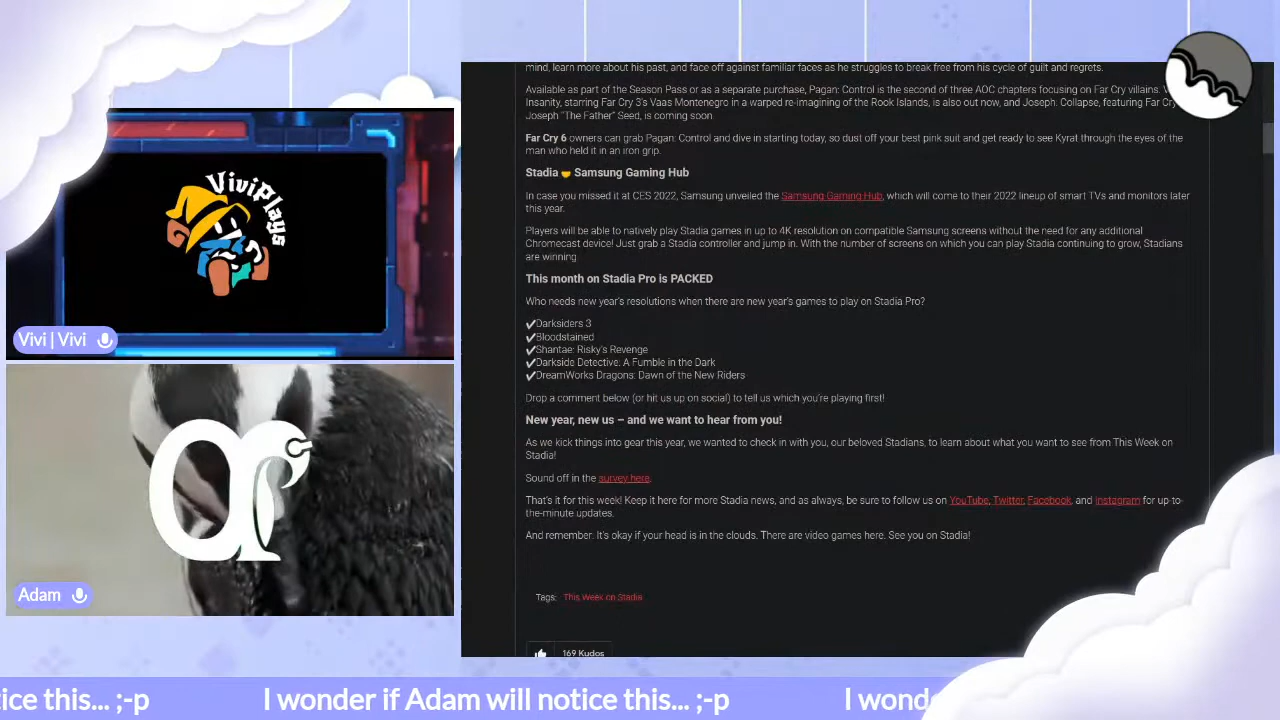 ViviPlays
Vivi | Vivi
Adam
mind, learn more about his past, and face off against familiar faces as he struggles to break free from his cycle of guilt and regrets.
Available as part of the Season Pass or as a separate purchase, Pagan: Control is the second of three AOC chapters focusing on Far Cry villains.
Insanity, starring Far Cry 3's Vaas Montenegro in a warped re-imagining of the Rook Islands, is also out now, and Joseph: Collapse, featuring Far Cry
Joseph "The Father" Seed, is coming soon.
Far Cry 6 owners can grab Pagan: Control and dive in starting today, so dust off your best pink suit and get ready to see Kyrat through the eyes of the
man who held it in an iron grip.
Stadia 🤝 Samsung Gaming Hub
In case you missed it at CES 2022, Samsung unveiled the Samsung Gaming Hub, which will come to their 2022 lineup of smart TVs and monitors later
this year.
Players will be able to natively play Stadia games in up to 4K resolution on compatible Samsung screens without the need for any additional
Chromecast device! Just grab a Stadia controller and jump in. With the number of screens on which you can play Stadia continuing to grow, Stadians
are winning.
This month on Stadia Pro is PACKED
Who needs new year's resolutions when there are new year's games to play on Stadia Pro?
✔Darksiders 3
✔Bloodstained
✔Shantae: Risky's Revenge
✔Darkside Detective: A Fumble in the Dark
✔DreamWorks Dragons: Dawn of the New Riders
Drop a comment below (or hit us up on social) to tell us which you're playing first!
New year, new us – and we want to hear from you!
As we kick things into gear this year, we wanted to check in with you, our beloved Stadians, to learn about what you want to see from This Week on
Stadia!
Sound off in the survey here.
That's it for this week! Keep it here for more Stadia news, and as always, be sure to follow us on YouTube, Twitter, Facebook, and Instagram for up-to-
the-minute updates.
And remember: It's okay if your head is in the clouds. There are video games here. See you on Stadia!
Tags: This Week on Stadia
169 Kudos
tice this... ;-p I wonder if Adam will notice this... ;-p I wond